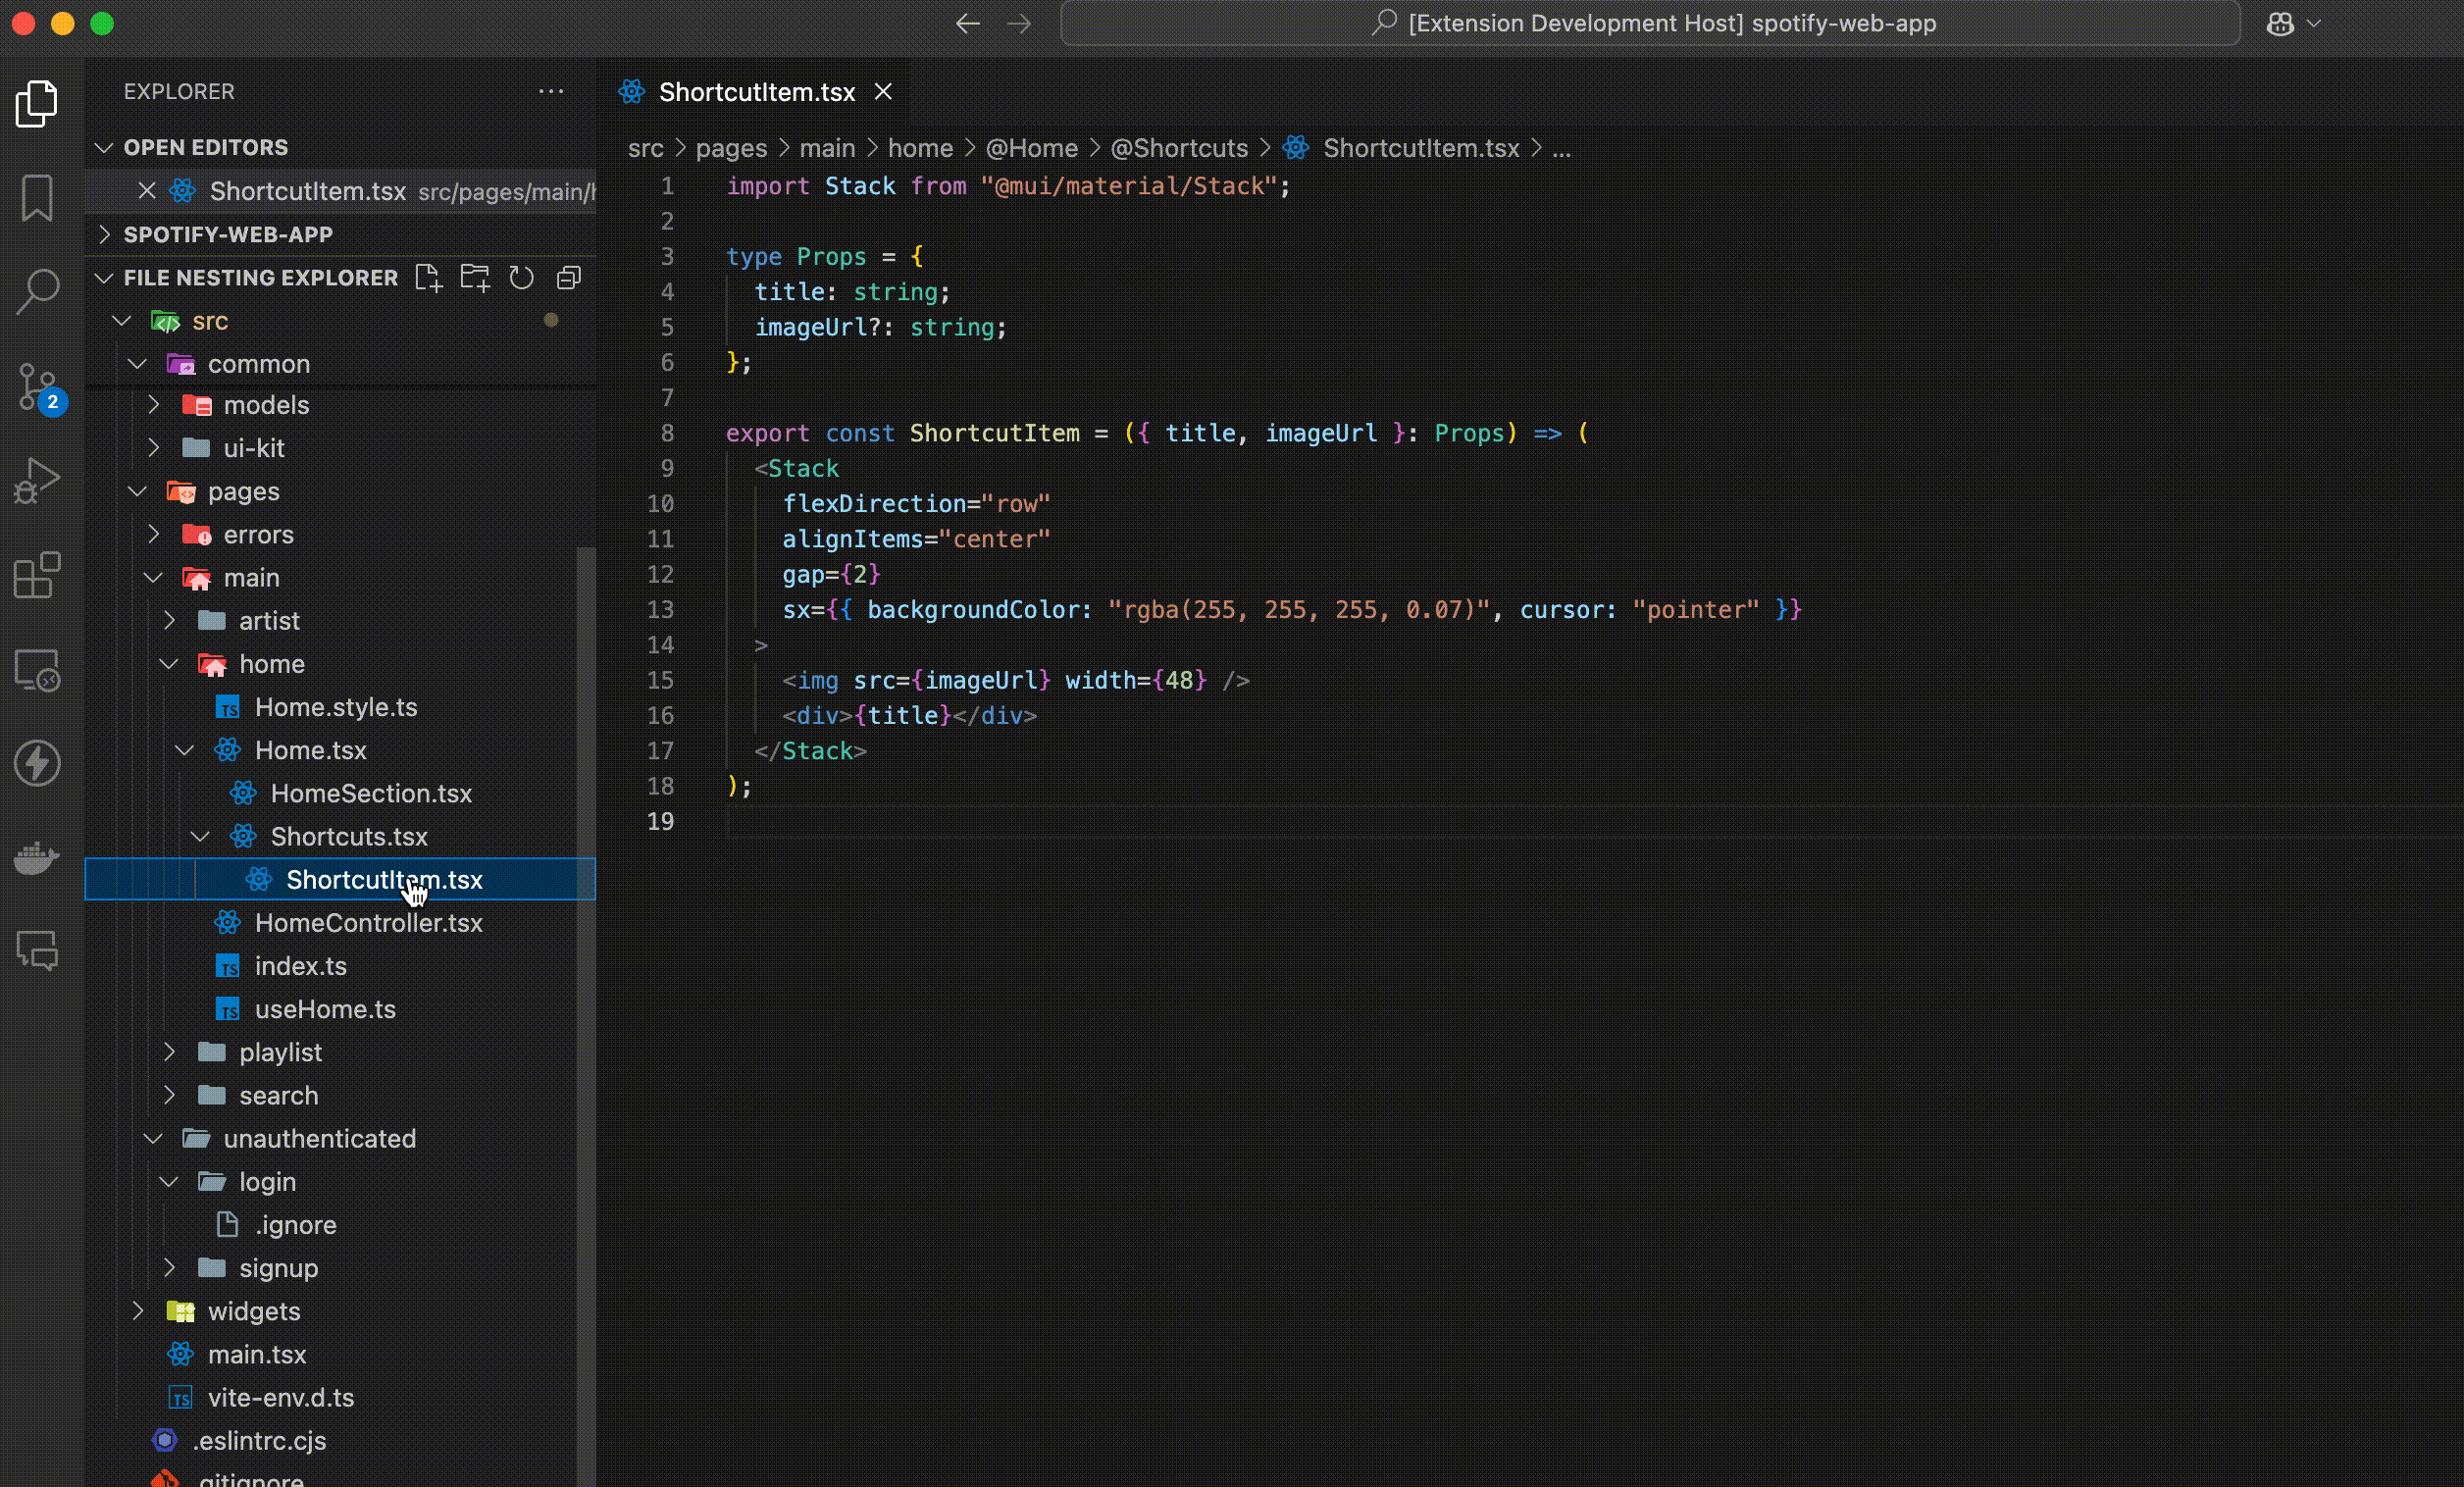 [Extension Development Host] spotify-web-app
EXPLORER
OPEN EDITORS
ShortcutItem.tsx src/pages/main/h
SPOTIFY-WEB-APP
FILE NESTING EXPLORER
src
common
models
ui-kit
pages
errors
main
artist
home
Home.style.ts
Home.tsx
HomeSection.tsx
Shortcuts.tsx
ShortcutItem.tsx
HomeController.tsx
index.ts
useHome.ts
playlist
search
unauthenticated
login
.ignore
signup
widgets
main.tsx
vite-env.d.ts
.eslintrc.cjs
.gitignore
2
ShortcutItem.tsx
src > pages > main > home > @Home > @Shortcuts > ShortcutItem.tsx > ...
1 import Stack from "@mui/material/Stack";
2
3 type Props = {
4 title: string;
5 imageUrl?: string;
6 };
7
8 export const ShortcutItem = ({ title, imageUrl }: Props) => (
9 <Stack
10 flexDirection="row"
11 alignItems="center"
12 gap={2}
13 sx={{ backgroundColor: "rgba(255, 255, 255, 0.07)", cursor: "pointer" }}
14 >
15 <img src={imageUrl} width={48} />
16 <div>{title}</div>
17 </Stack>
18 );
19